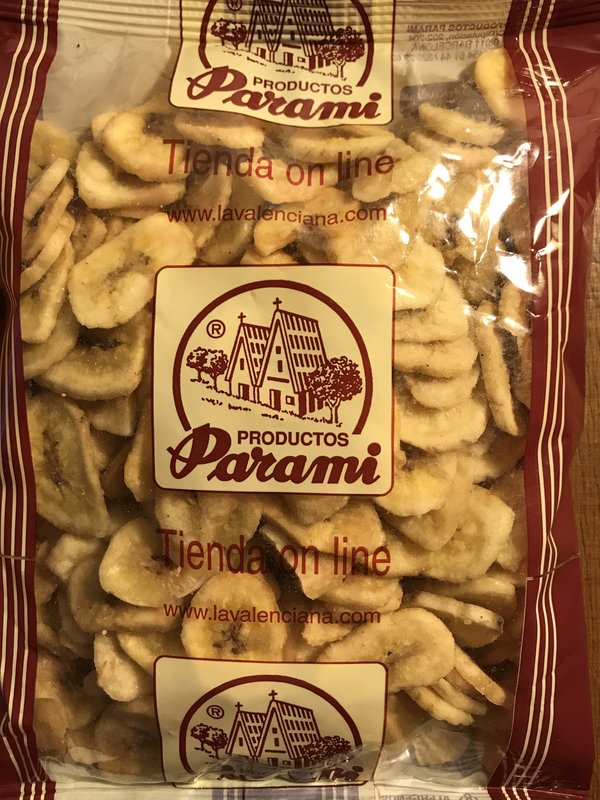 PRODUCTOS
Parami
Tienda on line
www.lavalenciana.com
®
PRODUCTOS
Parami
Tienda on line
www.lavalenciana.com
®